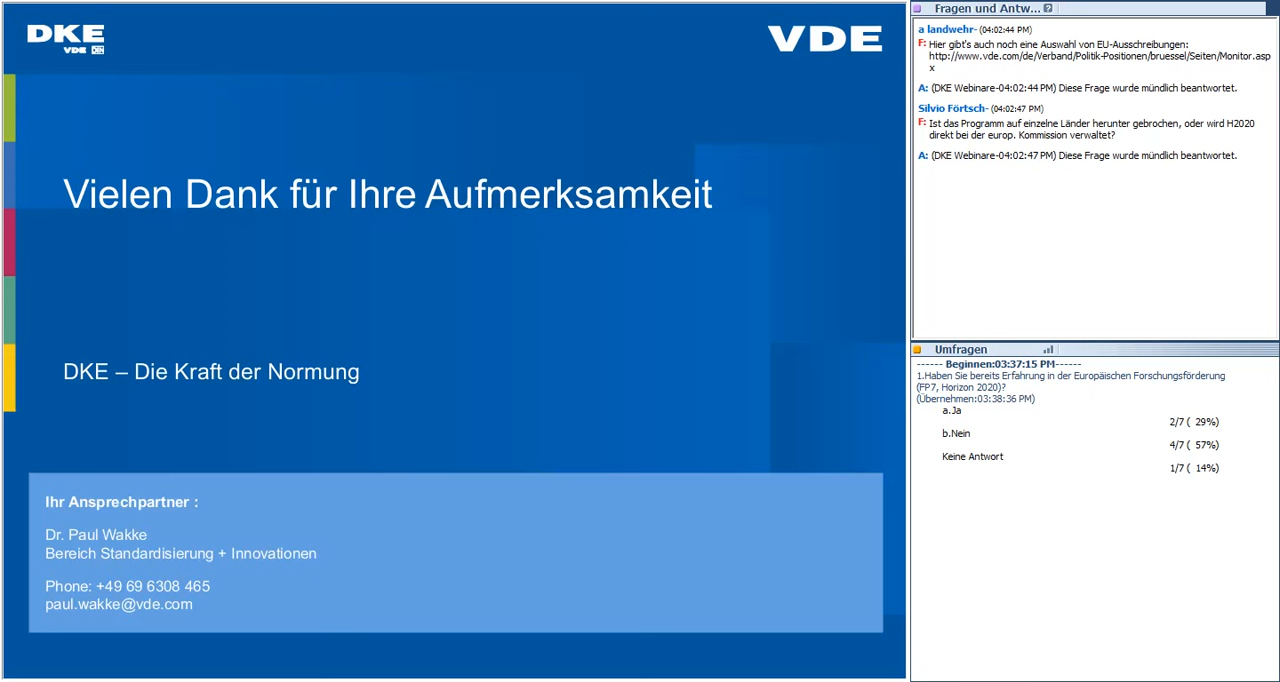 DKE
VDE DIN
VDE
Vielen Dank für Ihre Aufmerksamkeit
DKE – Die Kraft der Normung
Ihr Ansprechpartner :
Dr. Paul Wakke
Bereich Standardisierung + Innovationen
Phone: +49 69 6308 465
paul.wakke@vde.com
Fragen und Antw...
a landwehr- (04:02:44 PM)
F: Hier gibt's auch noch eine Auswahl von EU-Ausschreibungen:
http://www.vde.com/de/Verband/Politik-Positionen/bruessel/Seiten/Monitor.asp
x
A: (DKE Webinare-04:02:44 PM) Diese Frage wurde mündlich beantwortet.
Silvio Förtsch- (04:02:47 PM)
F: Ist das Programm auf einzelne Länder herunter gebrochen, oder wird H2020
direkt bei der europ. Kommission verwaltet?
A: (DKE Webinare-04:02:47 PM) Diese Frage wurde mündlich beantwortet.
Umfragen
------ Beginnen:03:37:15 PM------
1.Haben Sie bereits Erfahrung in der Europäischen Forschungsförderung
(FP7, Horizon 2020)?
(Übernehmen:03:38:36 PM)
a.Ja
2/7 ( 29%)
b.Nein
4/7 ( 57%)
Keine Antwort
1/7 ( 14%)